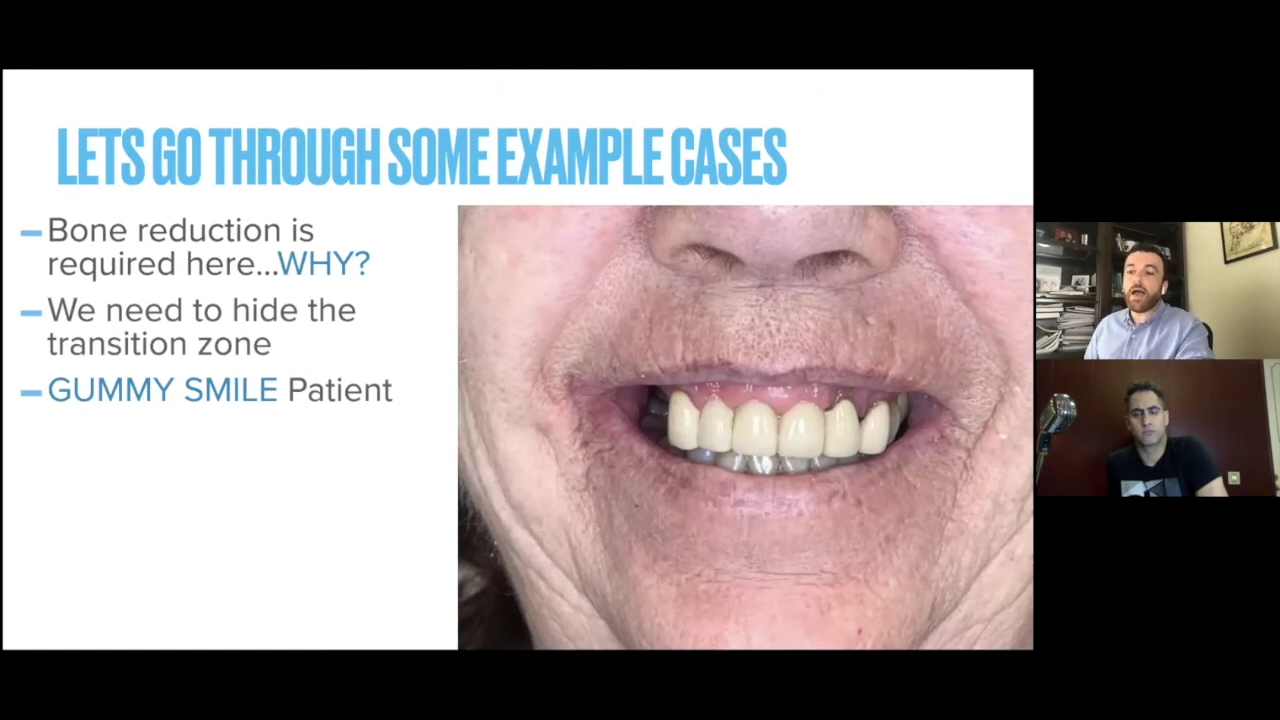 LETS GO THROUGH SOME EXAMPLE CASES
Bone reduction is
required here...WHY?
We need to hide the
transition zone
GUMMY SMILE Patient